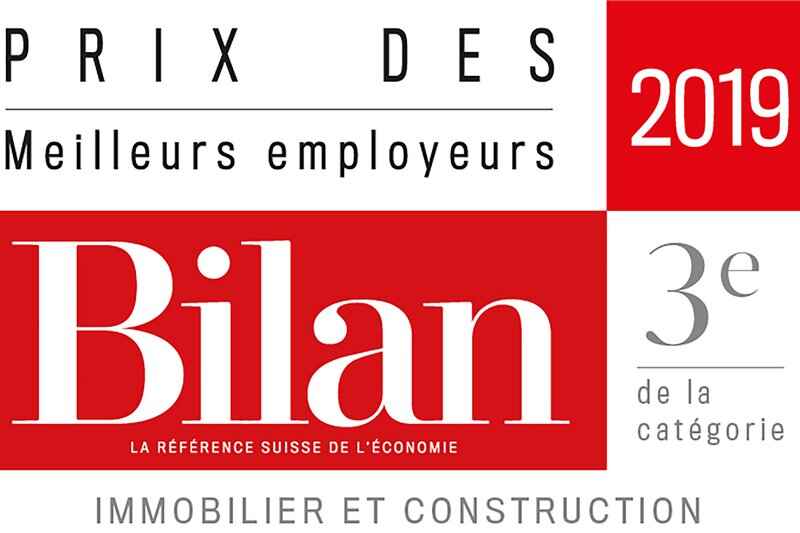 PRIX DES
Meilleurs employeurs
2019
Bilan
LA RÉFÉRENCE SUISSE DE L'ÉCONOMIE
3e
de la
catégorie
IMMOBILIER ET CONSTRUCTION